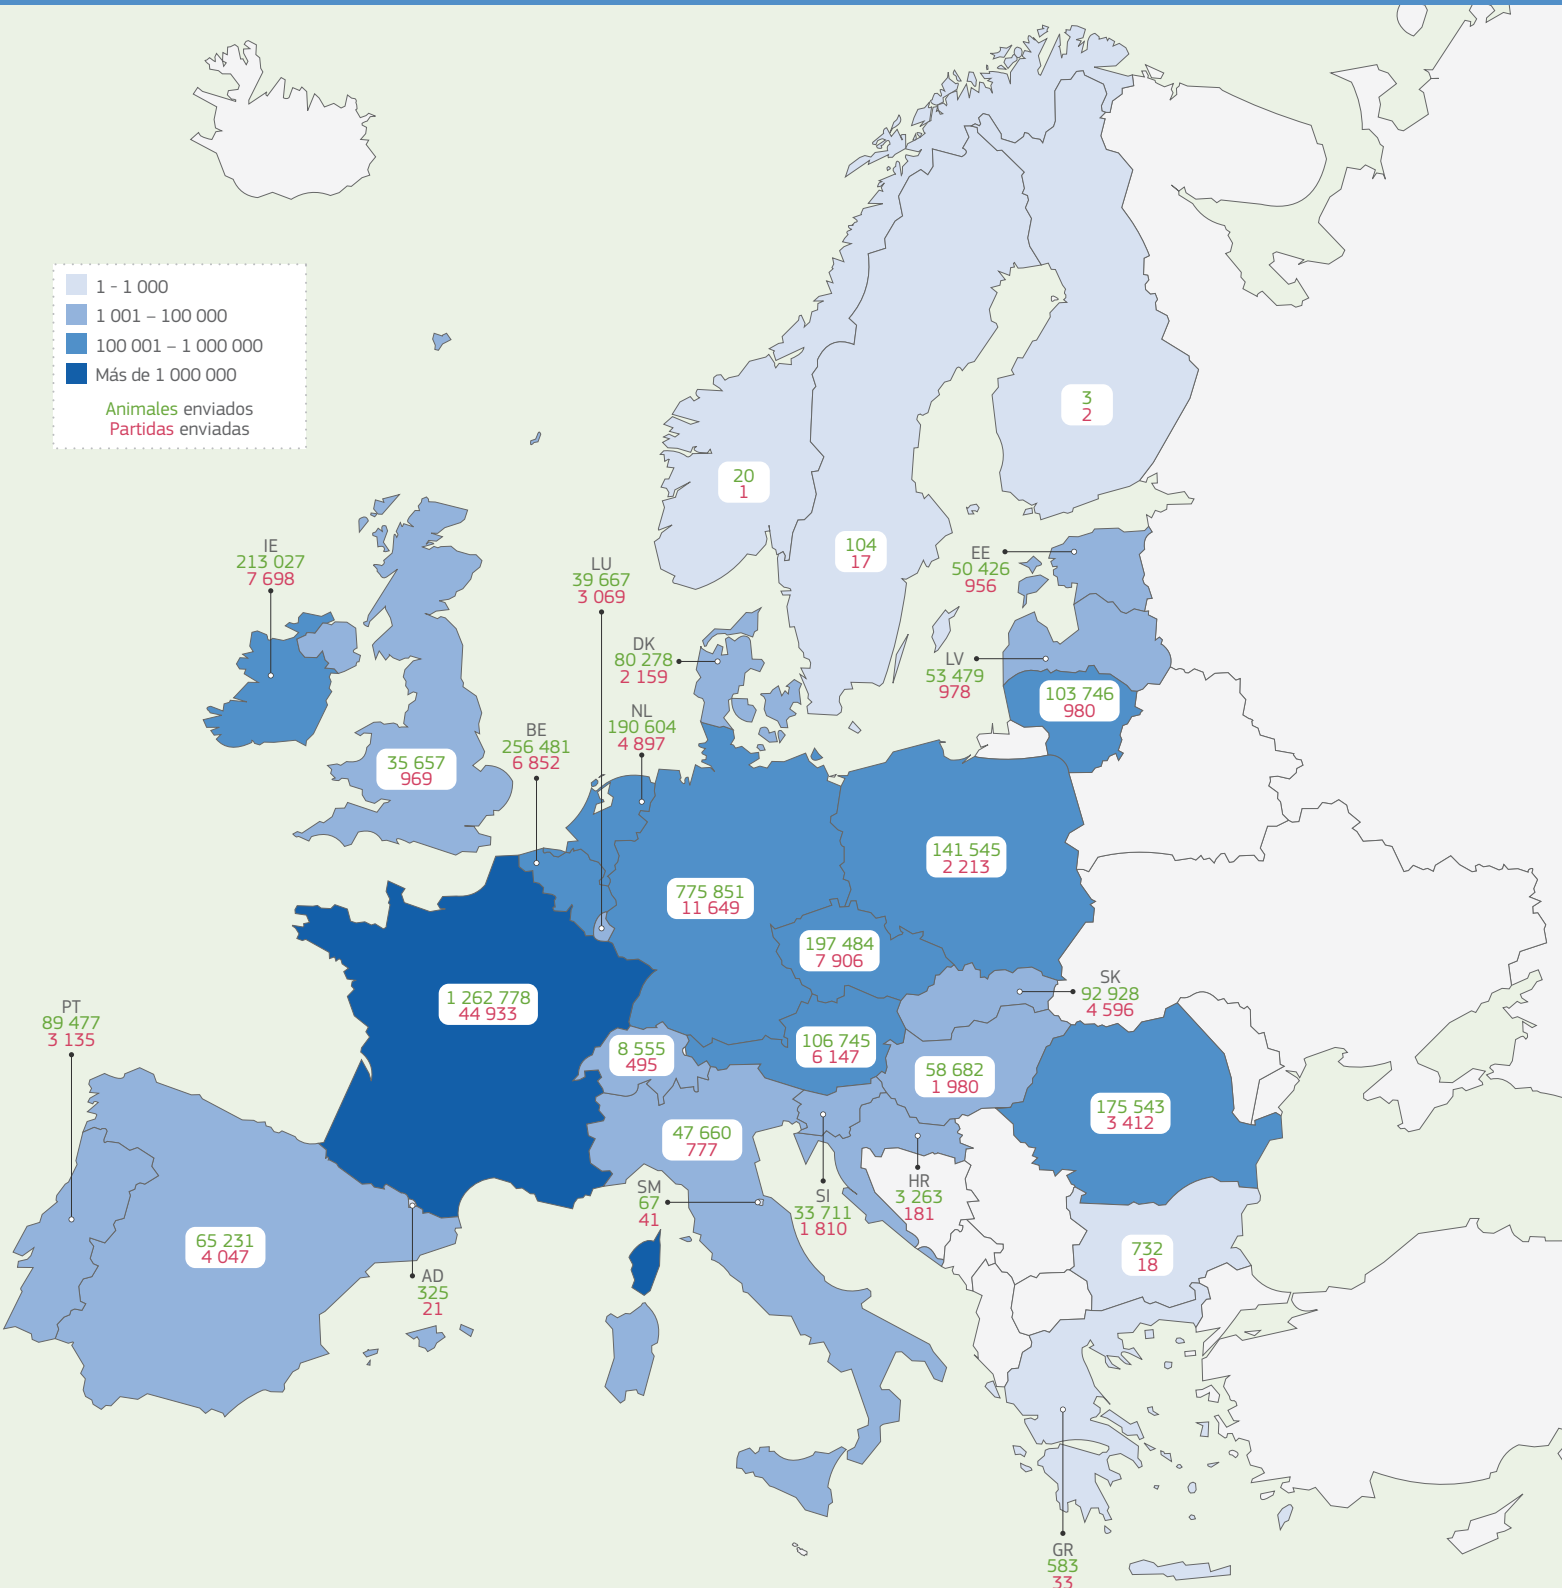 1 - 1 000
1 001 – 100 000
100 001 – 1 000 000
Más de 1 000 000
Animales enviados
Partidas enviadas
3
2
20
1
104
17
IE
213 027
7 698
EE
50 426
956
LU
39 667
3 069
DK
80 278
2 159
LV
53 479
978
103 746
980
NL
190 604
4 897
BE
256 481
6 852
35 657
969
141 545
2 213
775 851
11 649
197 484
7 906
SK
92 928
4 596
1 262 778
44 933
PT
89 477
3 135
8 555
495
106 745
6 147
58 682
1 980
175 543
3 412
47 660
777
SM
67
41
SI
33 711
1 810
HR
3 263
181
65 231
4 047
732
18
AD
325
21
GR
583
33